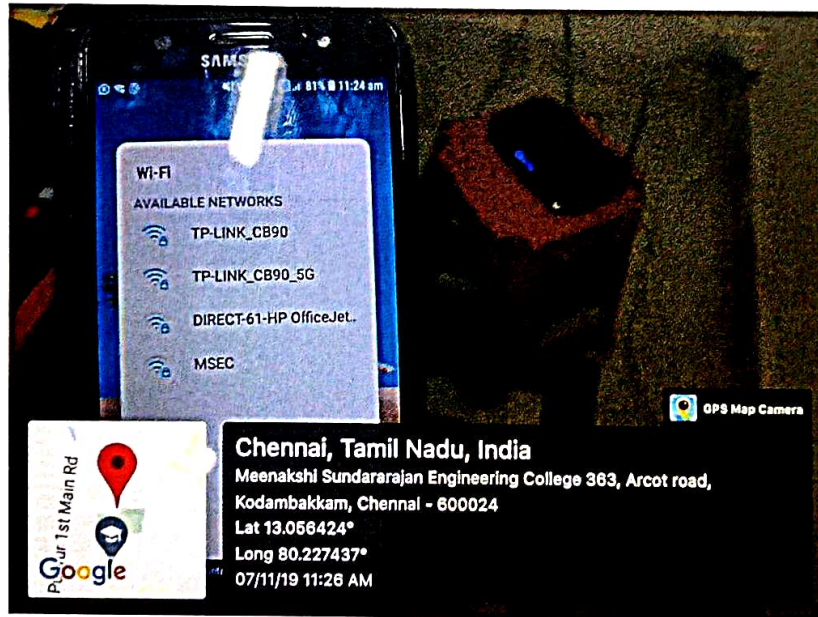 SAMS
81% 11:24 am
Wi-Fi
AVAILABLE NETWORKS
TP-LINK_CB90
TP-LINK_CB90_5G
DIRECT-61-HP OfficeJet..
MSEC
GPS Map Camera
ur 1st Main Rd
Google
Chennai, Tamil Nadu, India
Meenakshi Sundararajan Engineering College 363, Arcot road,
Kodambakkam, Chennai - 600024
Lat 13.056424°
Long 80.227437°
07/11/19 11:26 AM